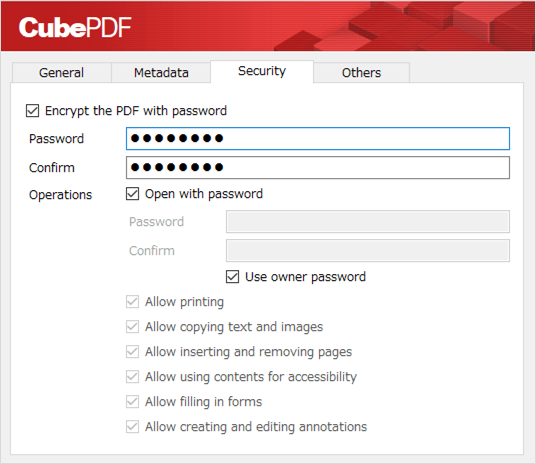 CubePDF
General Metadata Security Others
Encrypt the PDF with password
Password ●●●●●●●●
Confirm ●●●●●●●●
Operations Open with password
Password
Confirm
Use owner password
Allow printing
Allow copying text and images
Allow inserting and removing pages
Allow using contents for accessibility
Allow filling in forms
Allow creating and editing annotations